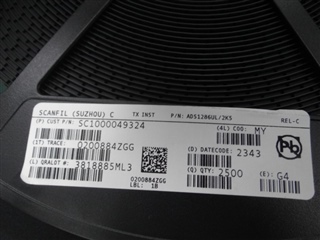 SCANFIL (SUZHOU) C TX INST P/N: ADS1286UL/2K5 REL-C
(P) CUST P/N: SC1000049324
(4L) COO: MY
(1T) TRACE: 0200884ZGG
(D) DATECODE: 2343
Pb
(L) QRALOT #: 3818885ML3
(Q) QTY: 2500 (E): G4
0200884ZGG
LBL: 1B